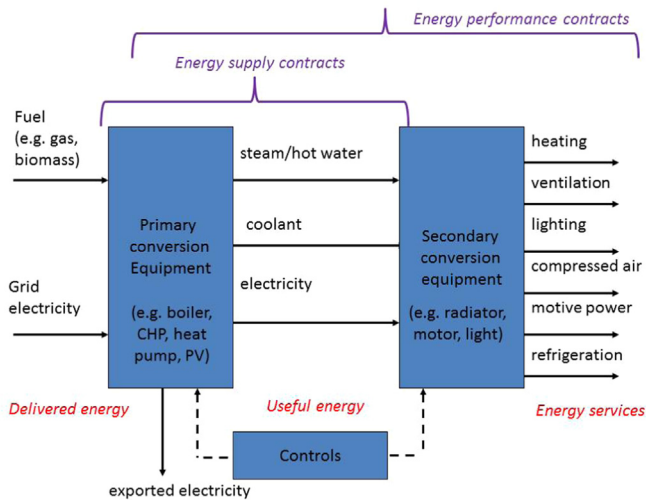 Energy performance contracts
Energy supply contracts
Fuel
(e.g. gas,
biomass)
steam/hot water
heating
ventilation
coolant
lighting
Primary
conversion
Equipment
Secondary
conversion
equipment
compressed air
Grid
electricity
electricity
(e.g. boiler,
CHP, heat
pump, PV)
(e.g. radiator,
motor, light)
motive power
refrigeration
Delivered energy
Useful energy
Energy services
Controls
exported electricity